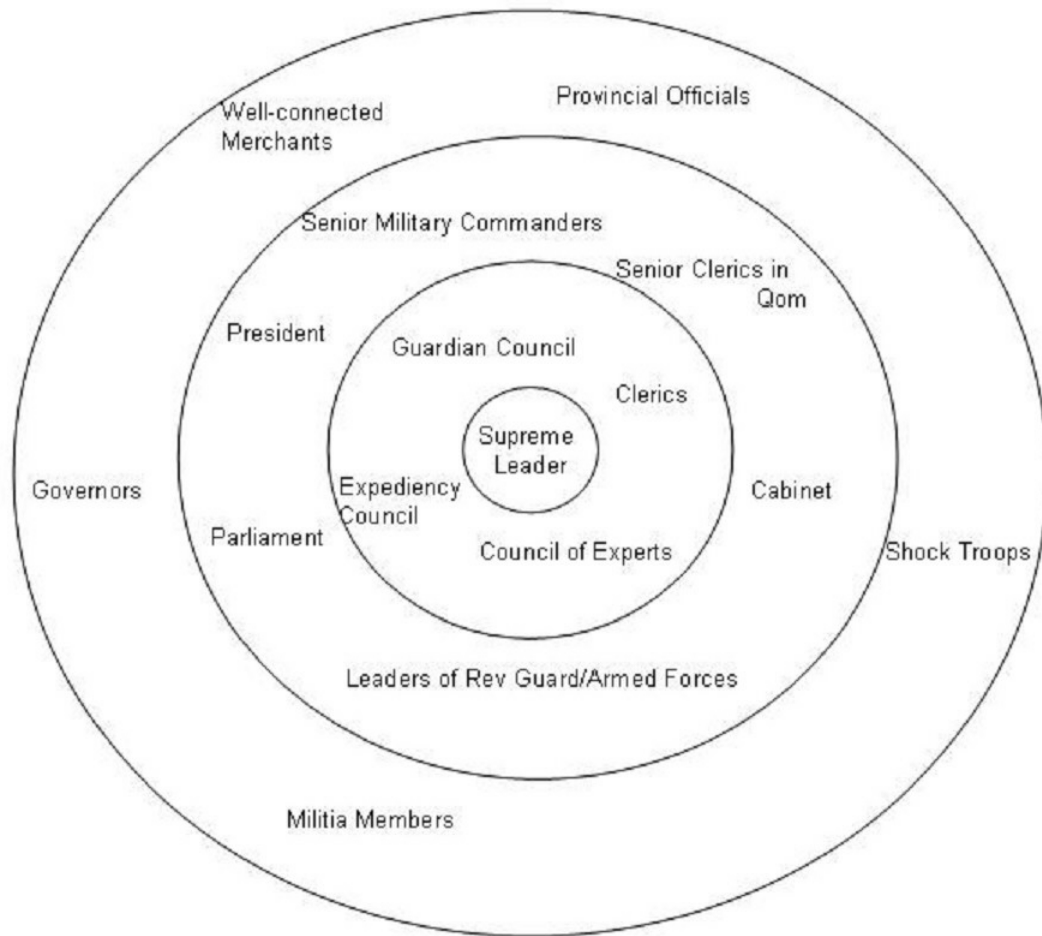 Provincial Officials
Well-connected
Merchants
Senior Military Commanders
Senior Clerics in
Qom
President
Guardian Council
Clerics
Supreme
Leader
Governors
Expediency
Council
Cabinet
Parliament
Council of Experts
Shock Troops
Leaders of Rev Guard/Armed Forces
Militia Members